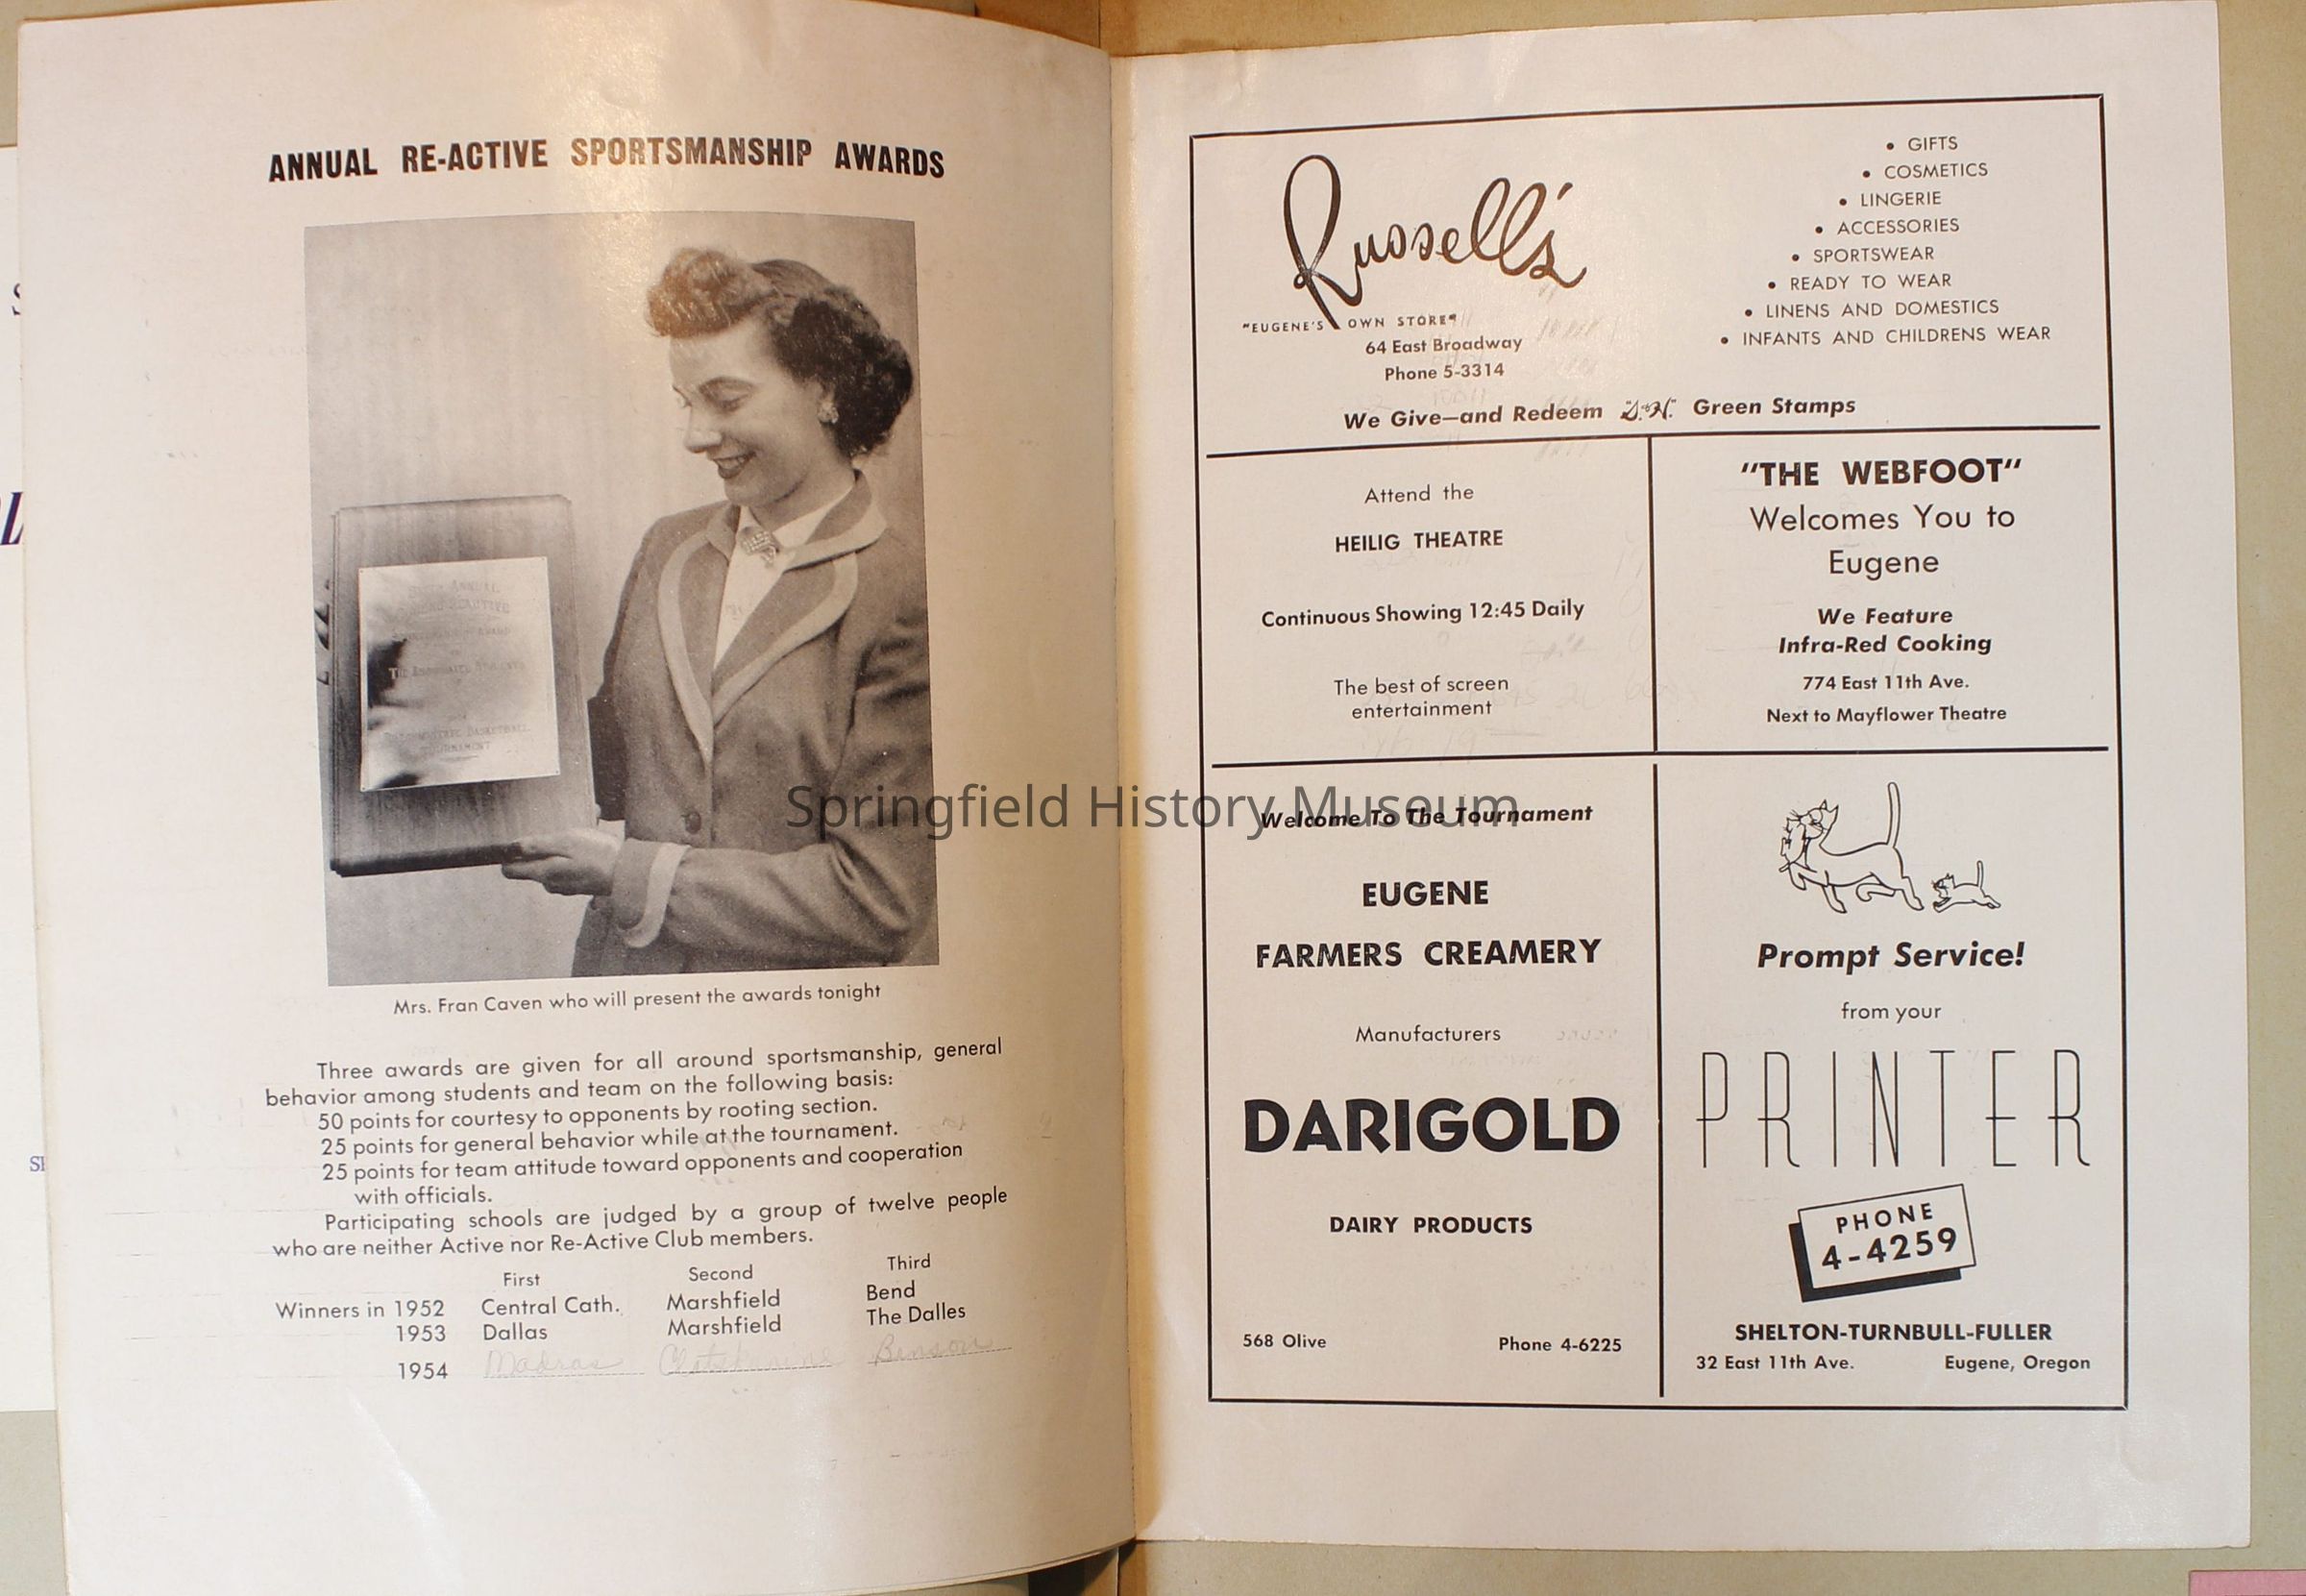 ANNUAL RE-ACTIVE SPORTSMANSHIP AWARDS
THE ASSOCIATED
BASKETBALL
TOURNAMENT
Mrs. Fran Caven who will present the awards tonight
Three awards are given for all around sportsmanship, general
behavior among students and team on the following basis:
50 points for courtesy to opponents by rooting section.
25 points for general behavior while at the tournament.
25 points for team attitude toward opponents and cooperation
with officials.
Participating schools are judged by a group of twelve people
who are neither Active nor Re-Active Club members.
First Second Third
Winners in 1952 Central Cath. Marshfield Bend
1953 Dallas Marshfield The Dalles
1954 Madras Clatskanine Benson
Russell's
"EUGENE'S OWN STORE"
64 East Broadway
Phone 5-3314
• GIFTS
• COSMETICS
• LINGERIE
• ACCESSORIES
• SPORTSWEAR
• READY TO WEAR
• LINENS AND DOMESTICS
• INFANTS AND CHILDRENS WEAR
We Give—and Redeem "S.&H." Green Stamps
Attend the
HEILIG THEATRE
Continuous Showing 12:45 Daily
The best of screen
entertainment
"THE WEBFOOT"
Welcomes You to
Eugene
We Feature
Infra-Red Cooking
774 East 11th Ave.
Next to Mayflower Theatre
Springfield History Museum
Welcome To The Tournament
EUGENE
FARMERS CREAMERY
Manufacturers
DARIGOLD
DAIRY PRODUCTS
568 Olive Phone 4-6225
Prompt Service!
from your
PRINTER
PHONE
4-4259
SHELTON-TURNBULL-FULLER
32 East 11th Ave. Eugene, Oregon